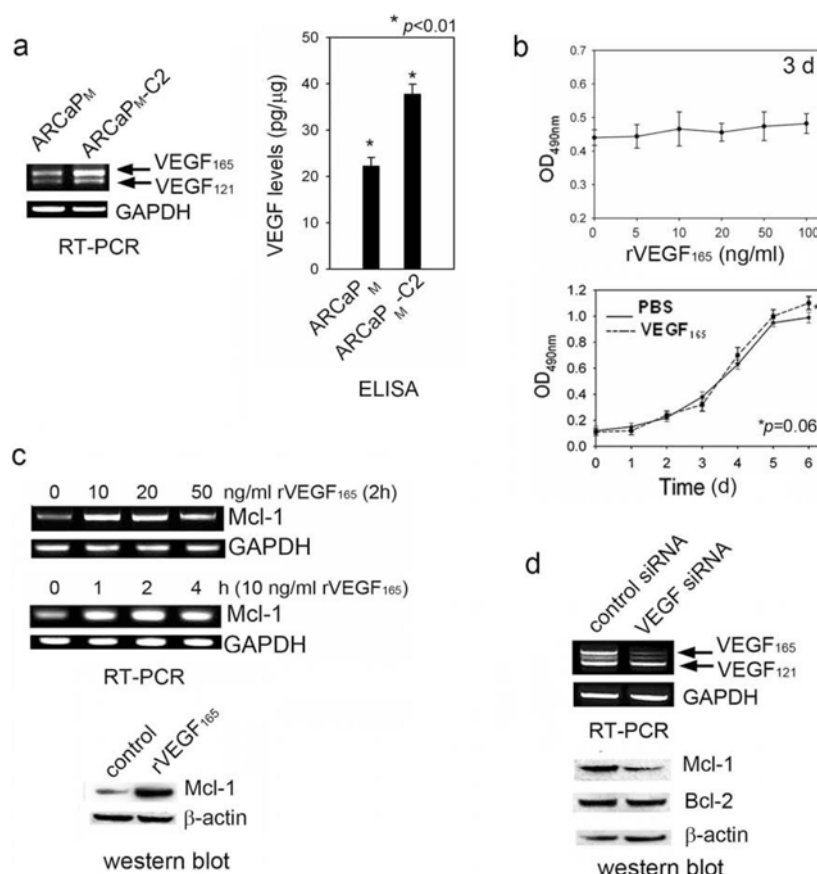 a
ARCaPM
ARCaPM-C2
VEGF165
VEGF121
GAPDH
RT-PCR
* p<0.01
VEGF levels (pg/µg)
50
40
30
20
10
0
*
*
ARCaPM
ARCaPM-C2
ELISA
b
3 d
OD490nm
0.7
0.6
0.5
0.4
0.3
0.2
0 5 10 20 50 100
rVEGF165 (ng/ml)
PBS
VEGF165
OD490nm
1.2
1.0
0.8
0.6
0.4
0.2
0.0
*
*p=0.06
0 1 2 3 4 5 6
Time (d)
c
0 10 20 50 ng/ml rVEGF165 (2h)
Mcl-1
GAPDH
0 1 2 4 h (10 ng/ml rVEGF165)
Mcl-1
GAPDH
RT-PCR
control
rVEGF165
Mcl-1
β-actin
western blot
d
control siRNA
VEGF siRNA
VEGF165
VEGF121
GAPDH
RT-PCR
Mcl-1
Bcl-2
β-actin
western blot